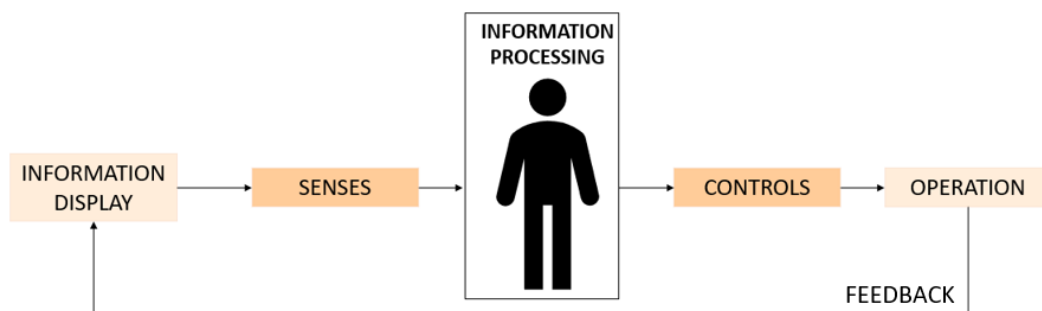 INFORMATION
PROCESSING
INFORMATION
DISPLAY
SENSES
CONTROLS
OPERATION
FEEDBACK